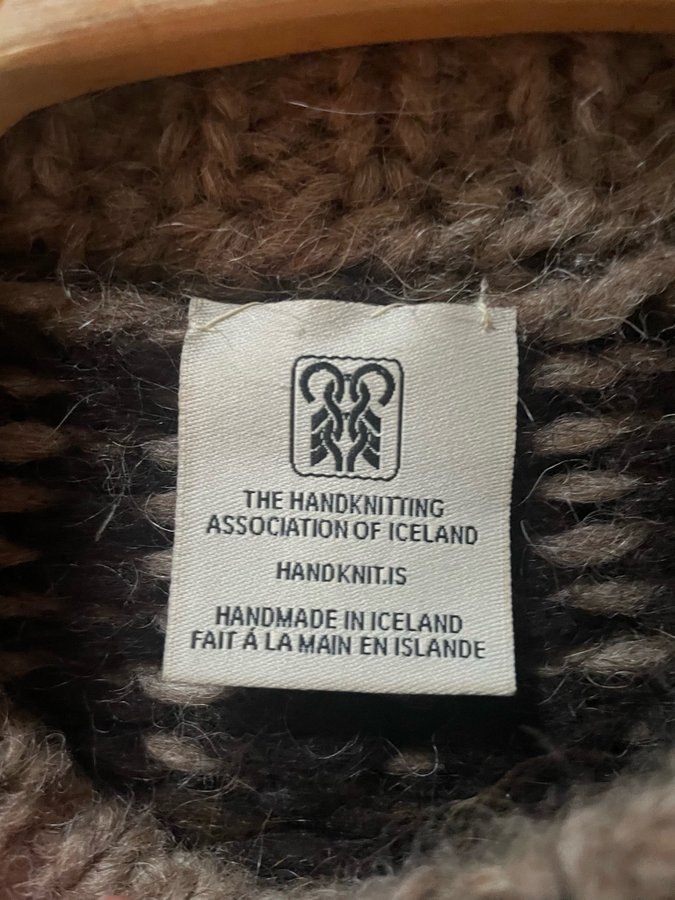 THE HANDKNITTING
ASSOCIATION OF ICELAND
HANDKNIT.IS
HANDMADE IN ICELAND
FAIT Á LA MAIN EN ISLANDE